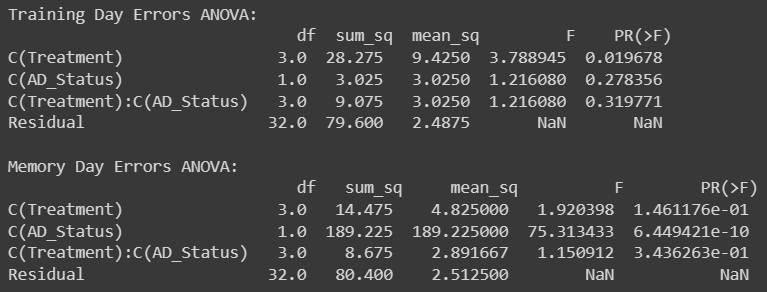 Training Day Errors ANOVA:
df sum_sq mean_sq F PR(>F)
C(Treatment) 3.0 28.275 9.4250 3.788945 0.019678
C(AD_Status) 1.0 3.025 3.0250 1.216080 0.278356
C(Treatment):C(AD_Status) 3.0 9.075 3.0250 1.216080 0.319771
Residual 32.0 79.600 2.4875 NaN NaN
Memory Day Errors ANOVA:
df sum_sq mean_sq F PR(>F)
C(Treatment) 3.0 14.475 4.825000 1.920398 1.461176e-01
C(AD_Status) 1.0 189.225 189.225000 75.313433 6.449421e-10
C(Treatment):C(AD_Status) 3.0 8.675 2.891667 1.150912 3.436263e-01
Residual 32.0 80.400 2.512500 NaN NaN